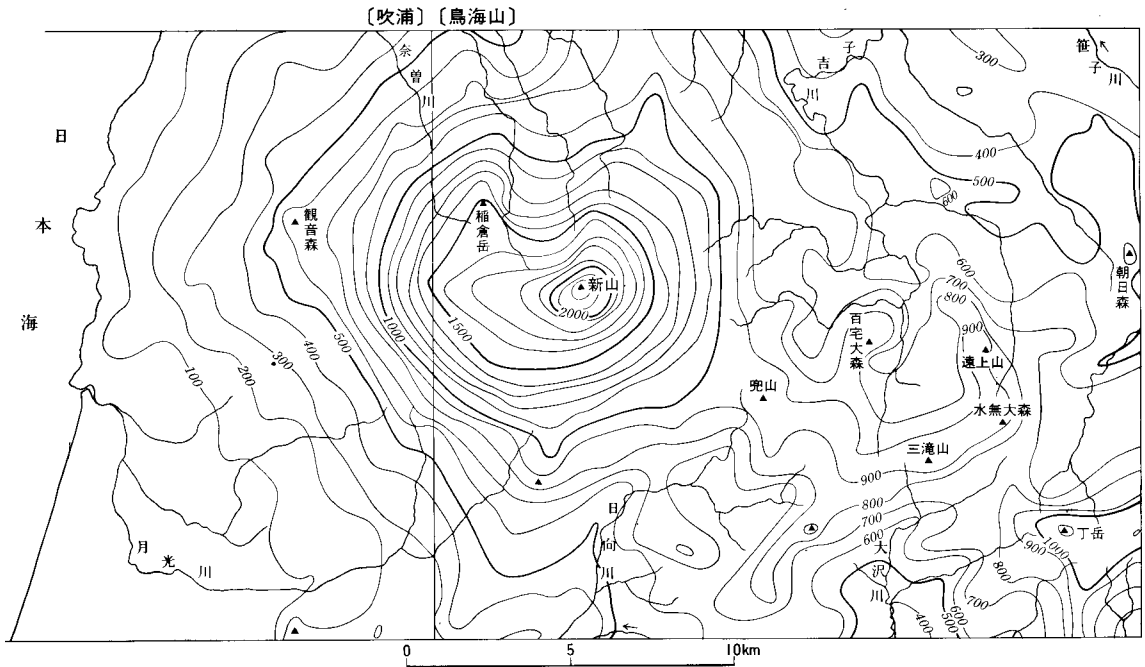 〔吹浦〕〔鳥海山〕
奈曽川
子吉川
笹子川
300
日本海
400
500
600
観音森
稲倉岳
新山
2000
1500
1000
500
400
300
200
100
600
700
800
900
朝日森
百宅大森
遠上山
兜山
水無大森
三滝山
900
800
700
600
日向川
大沢川
丁岳
1000
900
800
700
600
500
400
月光川
0
0 5 10km